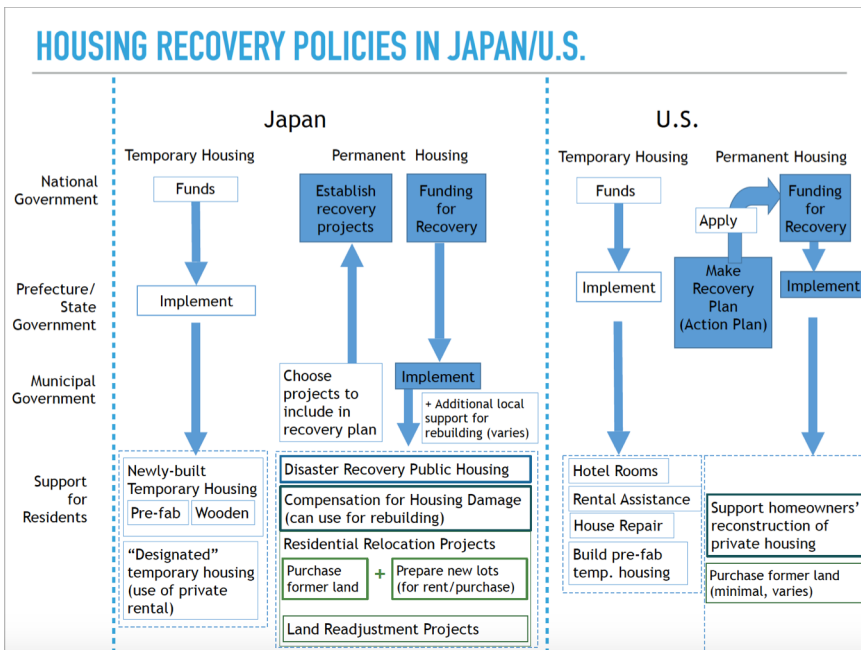 HOUSING RECOVERY POLICIES IN JAPAN/U.S.
Japan
U.S.
Temporary Housing
Permanent Housing
Temporary Housing
Permanent Housing
National
Government
Funds
Establish
recovery
projects
Funding
for
Recovery
Funds
Apply
Funding
for
Recovery
Prefecture/
State
Government
Implement
Implement
Make
Recovery
Plan
(Action Plan)
Implement
Municipal
Government
Choose
projects to
include in
recovery plan
Implement
+ Additional local
support for
rebuilding (varies)
Support
for
Residents
Newly-built
Temporary Housing
Pre-fab
Wooden
“Designated”
temporary housing
(use of private
rental)
Disaster Recovery Public Housing
Compensation for Housing Damage
(can use for rebuilding)
Residential Relocation Projects
Purchase
former land
+
Prepare new lots
(for rent/purchase)
Land Readjustment Projects
Hotel Rooms
Rental Assistance
House Repair
Build pre-fab
temp. housing
Support homeowners’
reconstruction of
private housing
Purchase former land
(minimal, varies)